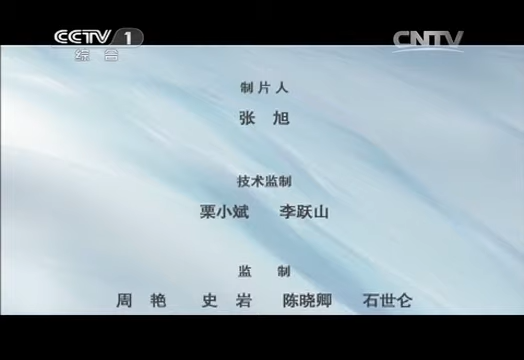 CCTV 1 CNTV
综合
制片人
张 旭
技术监制
栗小斌 李跃山
监 制
周 艳 史 岩 陈晓卿 石世仑